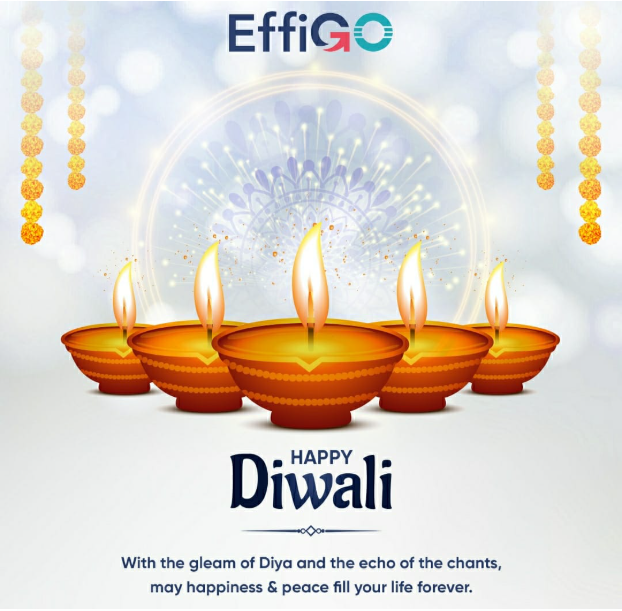 EffiGO
HAPPY
Diwali
With the gleam of Diya and the echo of the chants,
may happiness & peace fill your life forever.